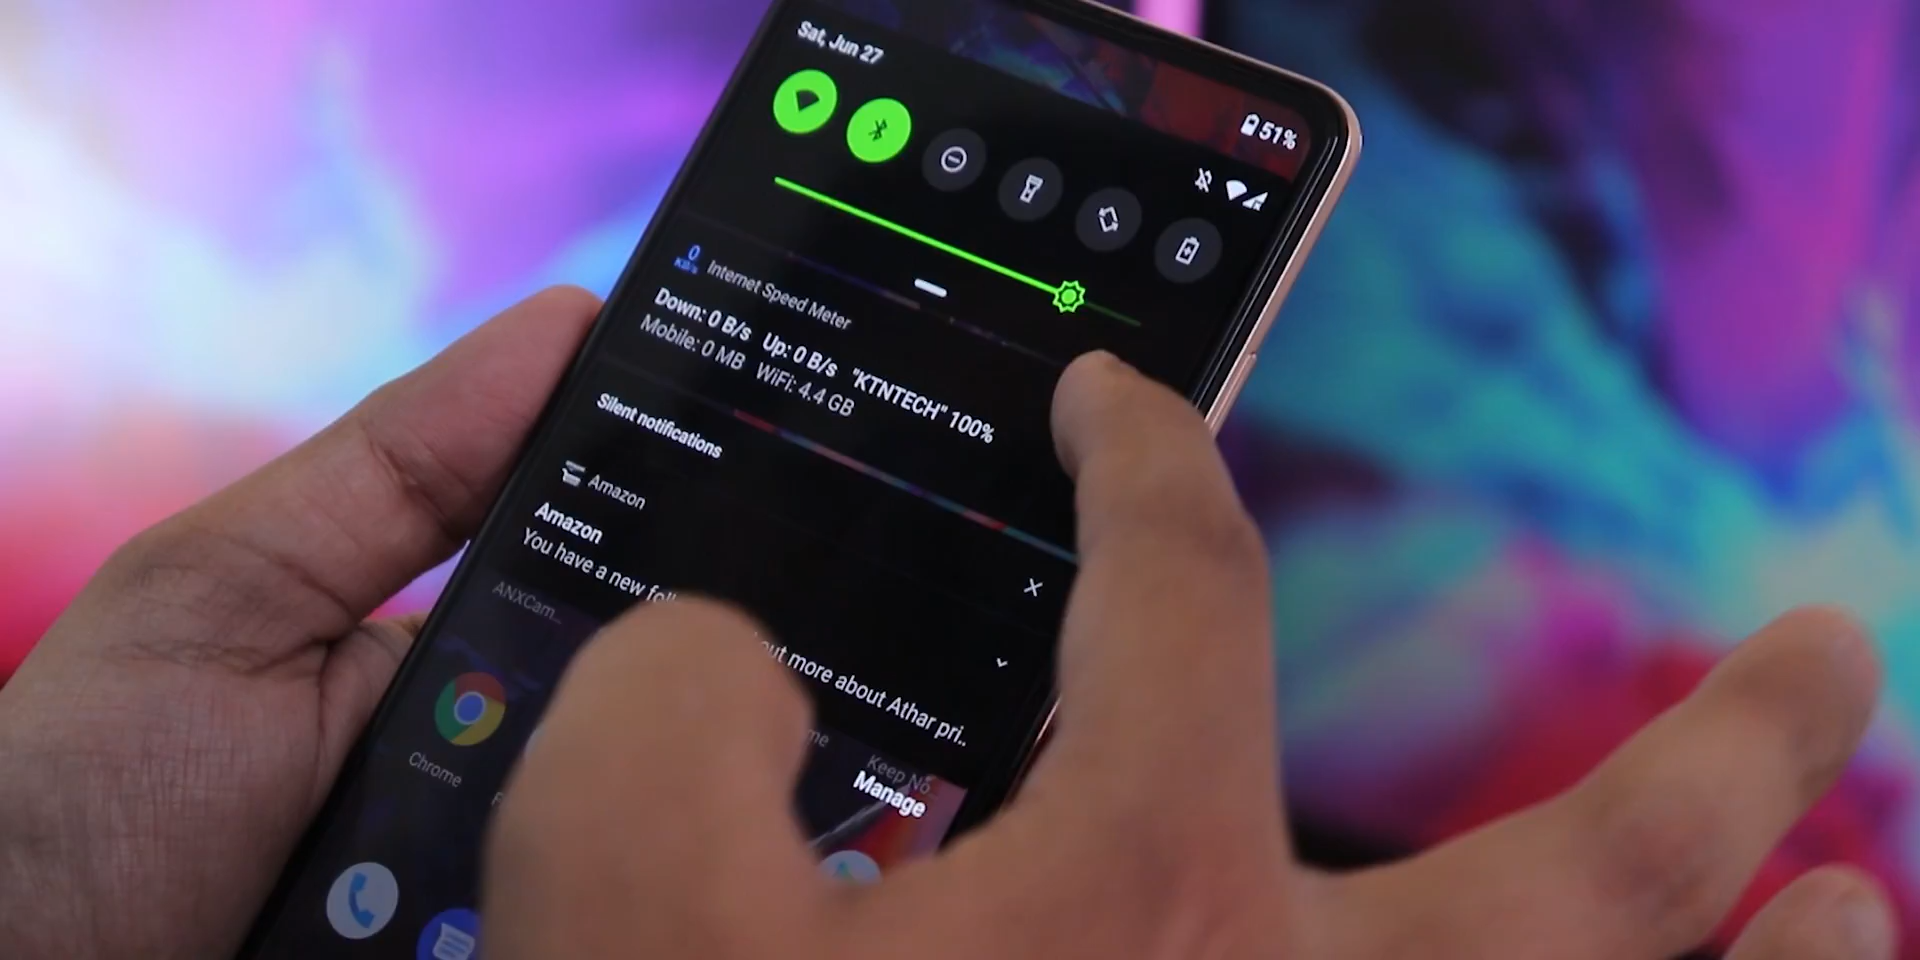 Sat, Jun 27
51%
0
KB/s
Internet Speed Meter
Down: 0 B/s Up: 0 B/s "KTNTECH" 100%
Mobile: 0 MB WiFi: 4.4 GB
Silent notifications
Amazon
Amazon
You have a new
out more about Athar pri..
ANXCam...
Chrome
Keep No...
Manage